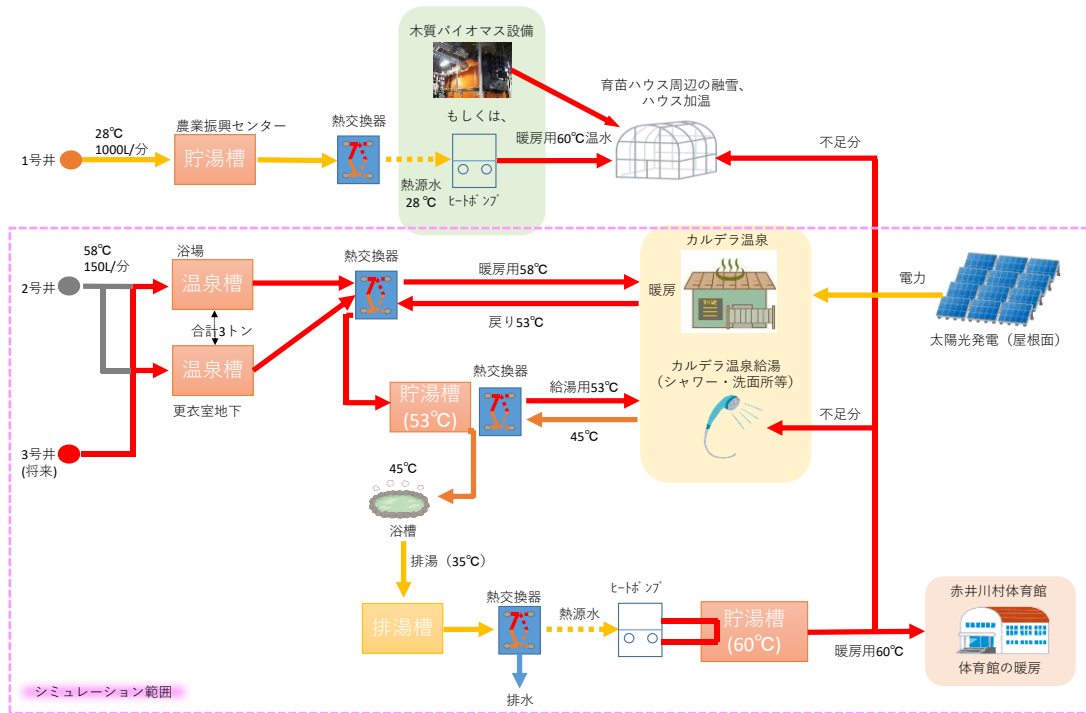 木質バイオマス設備
もしくは、
育苗ハウス周辺の融雪、
ハウス加温
28℃
1000L/分
農業振興センター
熱交換器
1号井
貯湯槽
暖房用60℃温水
不足分
熱源水
28 ℃
ﾋｰﾄﾎﾟﾝﾌﾟ
58℃
150L/分
浴場
熱交換器
カルデラ温泉
2号井
温泉槽
暖房用58℃
暖房
電力
戻り53℃
合計3トン
太陽光発電（屋根面）
温泉槽
更衣室地下
熱交換器
カルデラ温泉給湯
（シャワー・洗面所等）
貯湯槽
(53℃)
給湯用53℃
45℃
不足分
3号井
(将来)
45℃
浴槽
排湯（35℃）
熱交換器
ﾋｰﾄﾎﾟﾝﾌﾟ
赤井川村体育館
排湯槽
熱源水
貯湯槽
(60℃)
暖房用60℃
体育館の暖房
排水
シミュレーション範囲